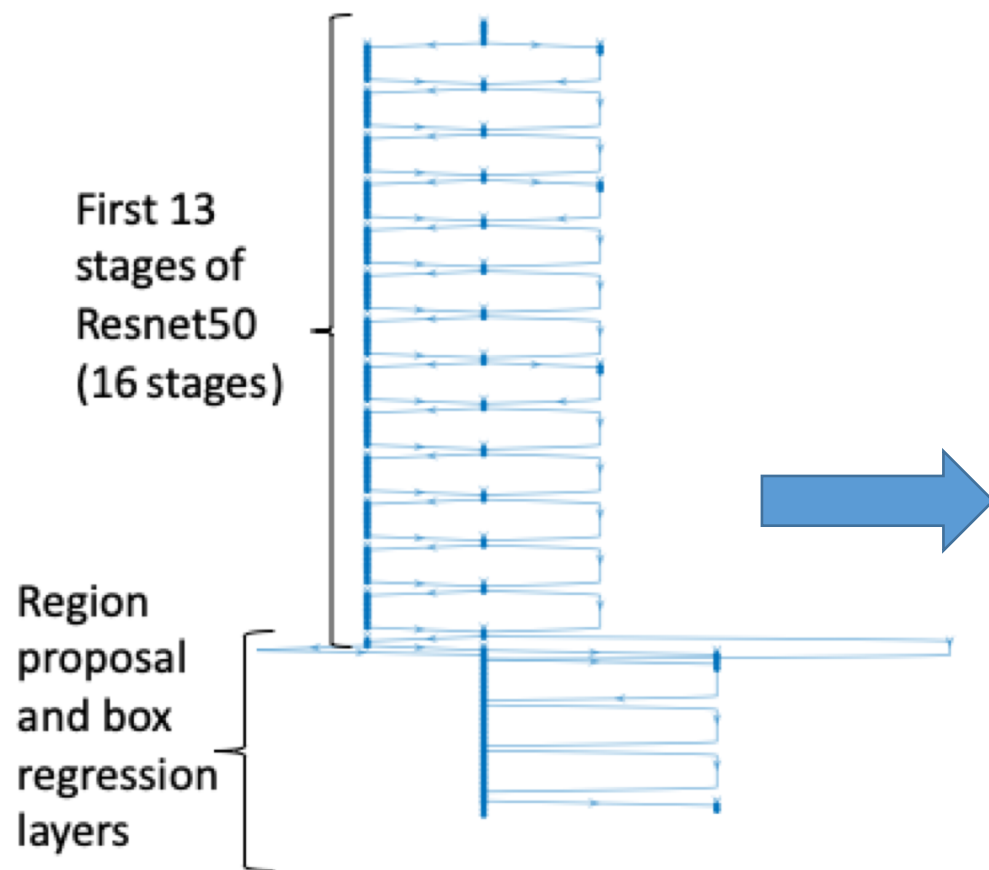 First 13
stages of
Resnet50
(16 stages)
Region
proposal
and box
regression
layers